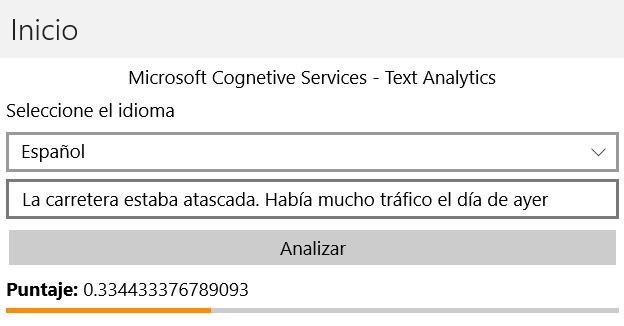 Inicio
Microsoft Cognetive Services - Text Analytics
Seleccione el idioma
Español
La carretera estaba atascada. Había mucho tráfico el día de ayer
Analizar
Puntaje: 0.334433376789093